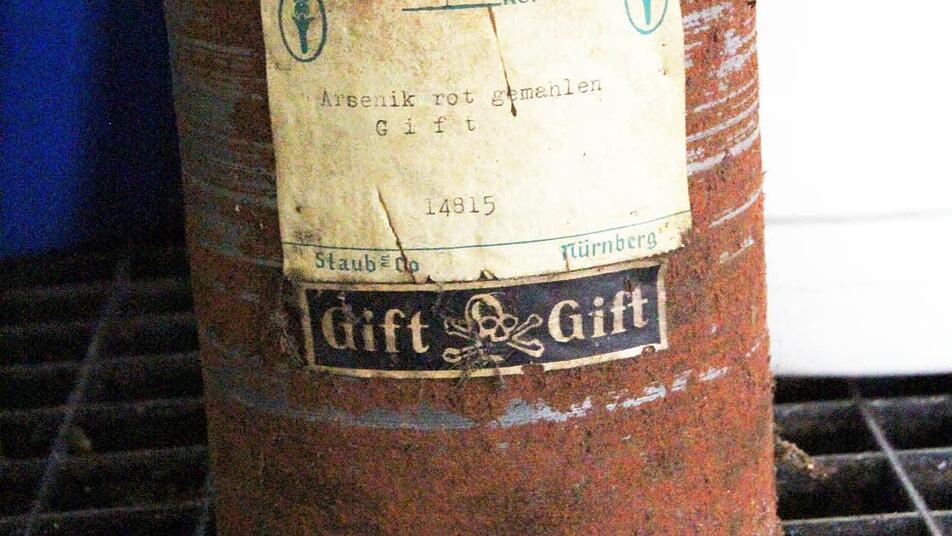 Arsenik rot gemahlen
Gift
14815
Staub & Co Nürnberg
Gift Gift